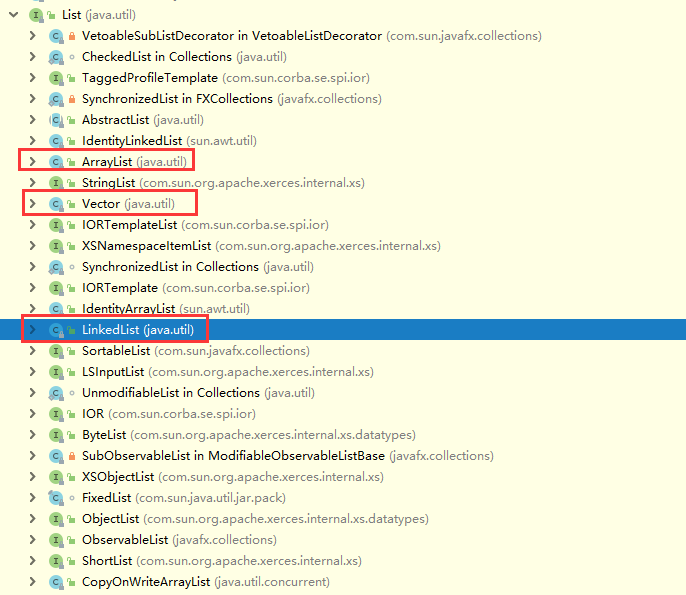 List (java.util)
VetoableSubListDecorator in VetoableListDecorator (com.sun.javafx.collections)
CheckedList in Collections (java.util)
TaggedProfileTemplate (com.sun.corba.se.spi.ior)
SynchronizedList in FXCollections (javafx.collections)
AbstractList (java.util)
IdentityLinkedList (sun.awt.util)
ArrayList (java.util)
StringList (com.sun.org.apache.xerces.internal.xs)
Vector (java.util)
IORTemplateList (com.sun.corba.se.spi.ior)
XSNamespaceItemList (com.sun.org.apache.xerces.internal.xs)
SynchronizedList in Collections (java.util)
IORTemplate (com.sun.corba.se.spi.ior)
IdentityArrayList (sun.awt.util)
LinkedList (java.util)
SortableList (com.sun.javafx.collections)
LSInputList (com.sun.org.apache.xerces.internal.xs)
UnmodifiableList in Collections (java.util)
IOR (com.sun.corba.se.spi.ior)
ByteList (com.sun.org.apache.xerces.internal.xs.datatypes)
SubObservableList in ModifiableObservableListBase (javafx.collections)
XSObjectList (com.sun.org.apache.xerces.internal.xs)
FixedList (com.sun.java.util.jar.pack)
ObjectList (com.sun.org.apache.xerces.internal.xs.datatypes)
ObservableList (javafx.collections)
ShortList (com.sun.org.apache.xerces.internal.xs)
CopyOnWriteArrayList (java.util.concurrent)